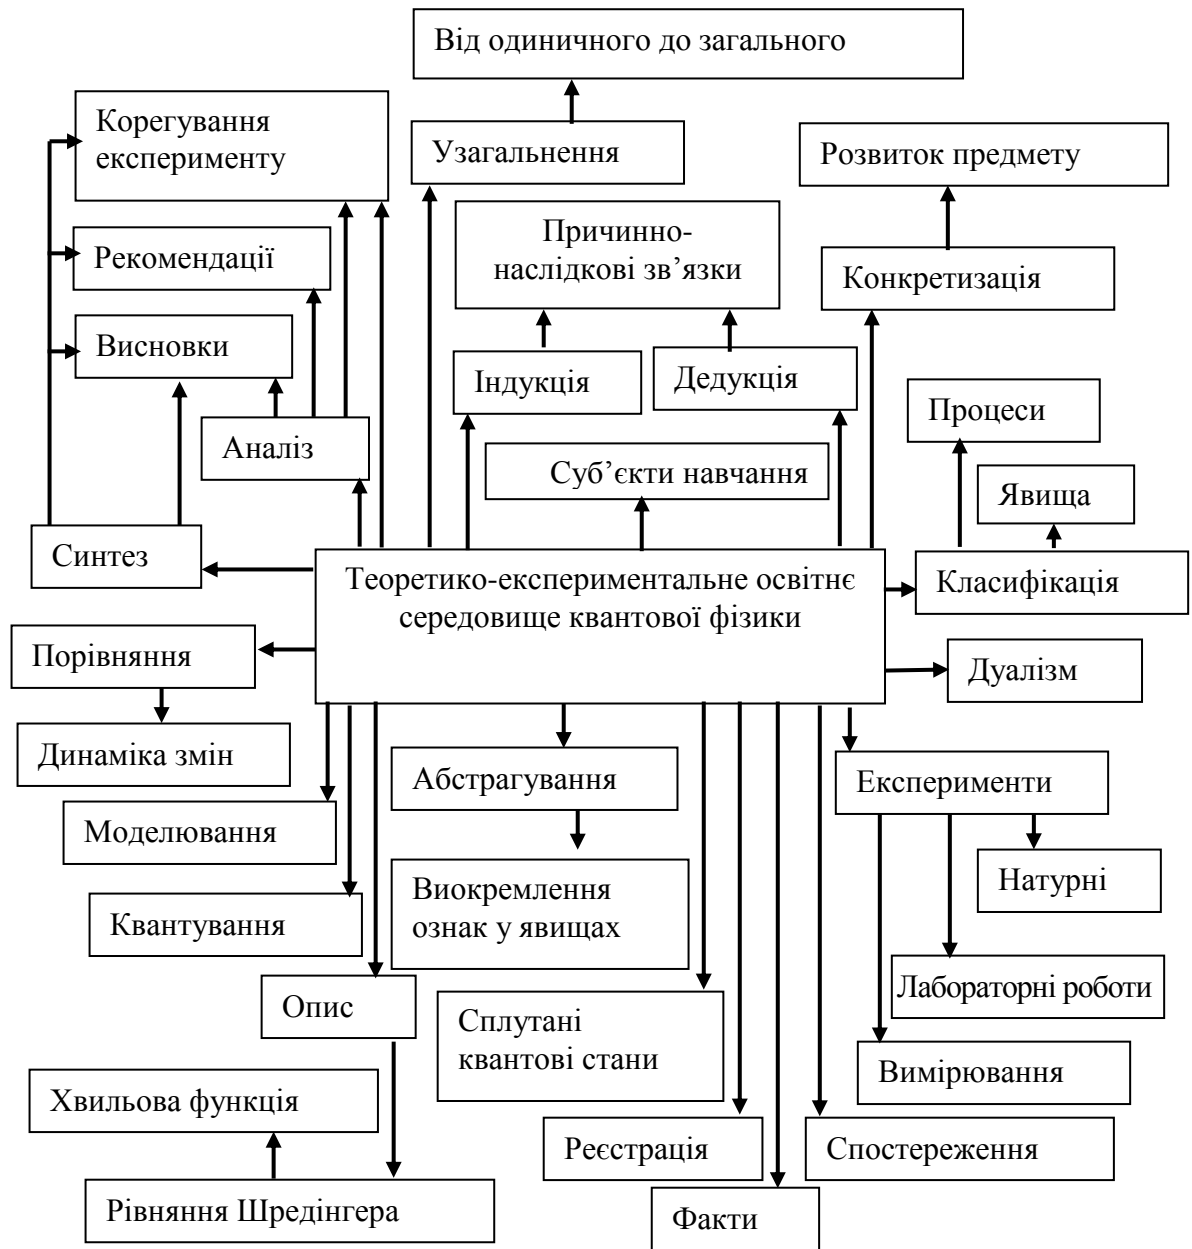 Від одиничного до загального
Корегування
експерименту
Узагальнення
Розвиток предмету
Рекомендації
Причинно-
наслідкові зв’язки
Конкретизація
Висновки
Індукція
Дедукція
Процеси
Аналіз
Суб’єкти навчання
Явища
Синтез
Теоретико-експериментальне освітнє
середовище квантової фізики
Класифікація
Порівняння
Дуалізм
Динаміка змін
Абстрагування
Експерименти
Моделювання
Натурні
Квантування
Виокремлення
ознак у явищах
Лабораторні роботи
Опис
Сплутані
квантові стани
Вимірювання
Хвильова функція
Реєстрація
Спостереження
Рівняння Шредінгера
Факти